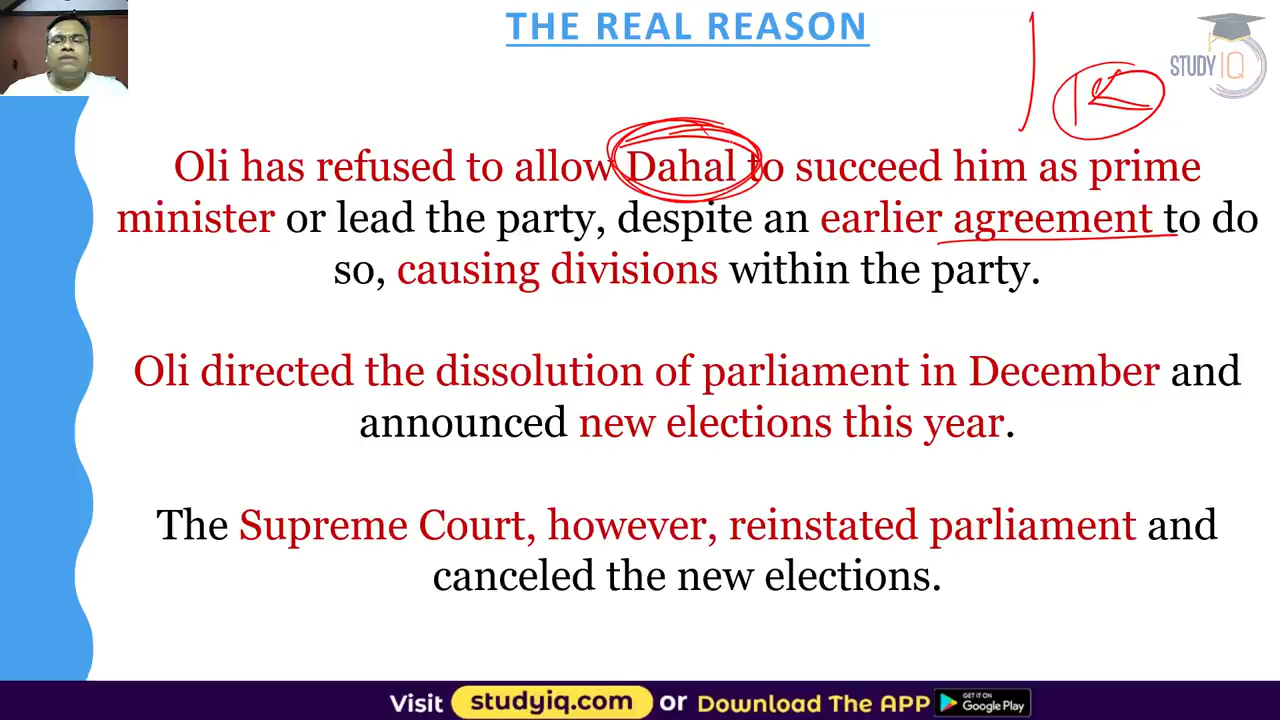 THE REAL REASON
STUDY IQ
Oli has refused to allow Dahal to succeed him as prime
minister or lead the party, despite an earlier agreement to do
so, causing divisions within the party.
Oli directed the dissolution of parliament in December and
announced new elections this year.
The Supreme Court, however, reinstated parliament and
canceled the new elections.
Visit studyiq.com or Download The APP GET IT ON Google Play